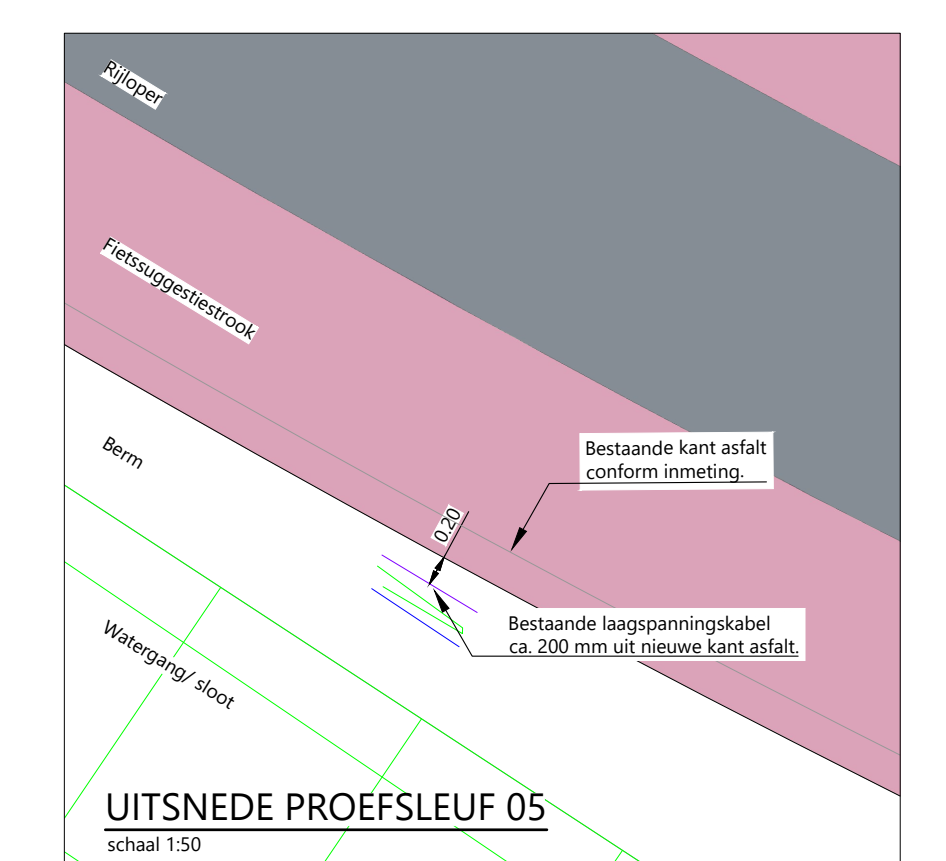 Rijloper
Fietssuggestiestrook
Bestaande kant asfalt
conform inmeting.
Berm
0.20
Bestaande laagspanningskabel
ca. 200 mm uit nieuwe kant asfalt.
Watergang/ sloot
UITSNEDE PROEFSLEUF 05
schaal 1:50